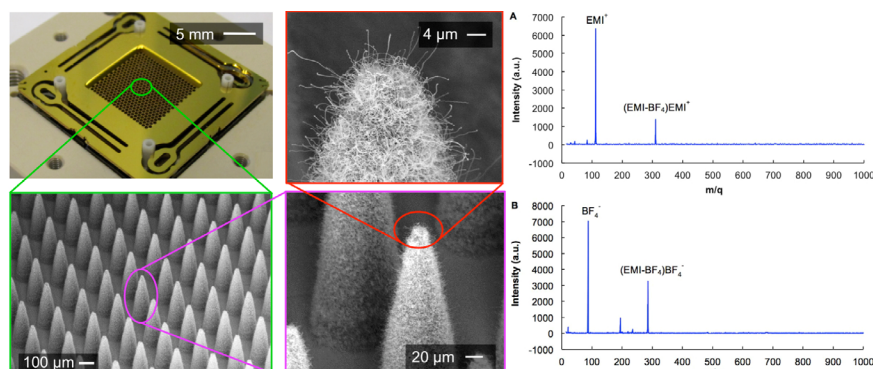 5 mm
4 µm
100 µm
20 µm
A
7000
6000
5000
4000
3000
2000
1000
0
-1000
Intensity (a.u.)
EMI⁺
(EMI-BF₄)EMI⁺
0 100 200 300 400 500 600 700 800 900 1000
m/q
B
8000
7000
6000
5000
4000
3000
2000
1000
0
-1000
Intensity (a.u.)
BF₄⁻
(EMI-BF₄)BF₄⁻
0 100 200 300 400 500 600 700 800 900 1000